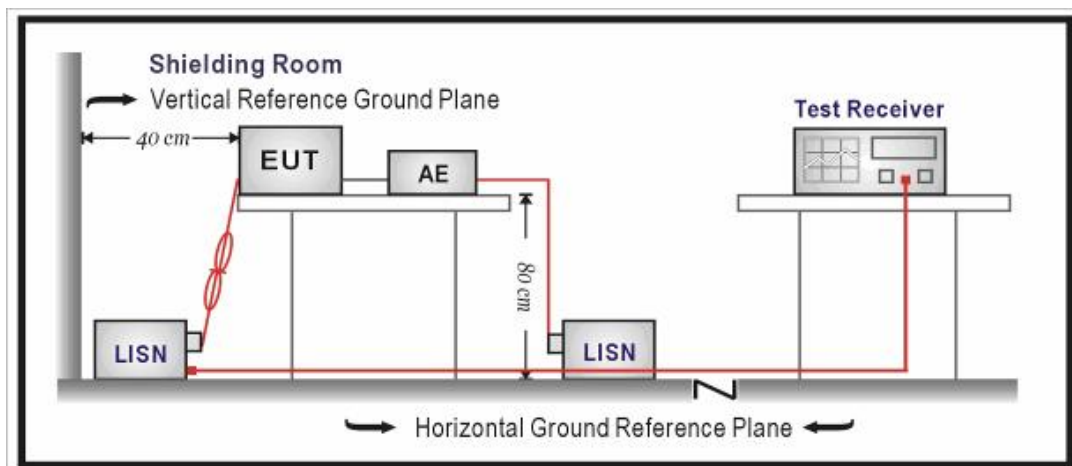 Shielding Room
Vertical Reference Ground Plane
40 cm
EUT
AE
Test Receiver
80 cm
LISN
LISN
Horizontal Ground Reference Plane